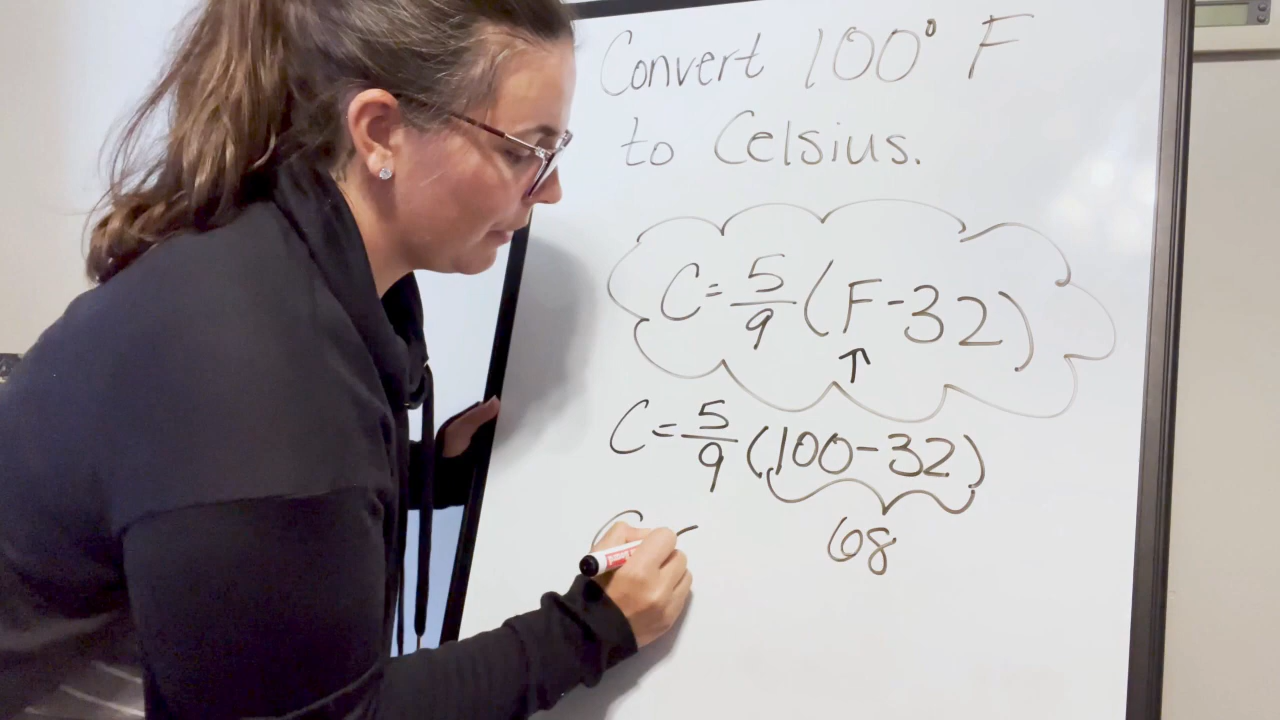 Convert 100° F
to Celsius.
C = 5/9 (F - 32)
↑
C = 5/9 (100 - 32)
68
C